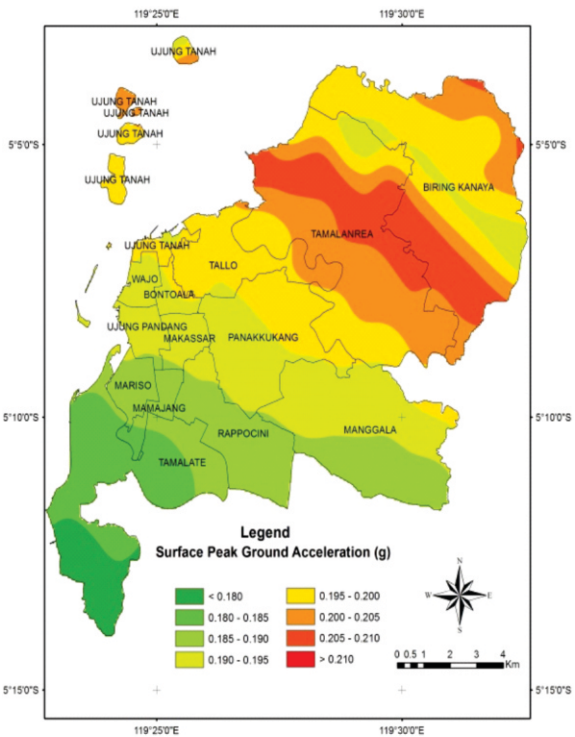 119°25'0"E 119°30'0"E
UJUNG TANAH
UJUNG TANAH
UJUNG TANAH
UJUNG TANAH
5°5'0"S 5°5'0"S
UJUNG TANAH
BIRING KANAYA
TAMALANREA
UJUNG TANAH
TALLO
WAJO
BONTOALA
UJUNG PANDANG
MAKASSAR PANAKKUKANG
MARISO
MAMAJANG
5°10'0"S 5°10'0"S
MANGGALA
RAPPOCINI
TAMALATE
Legend
Surface Peak Ground Acceleration (g)
N
W E
S
< 0.180 0.195 - 0.200
0.180 - 0.185 0.200 - 0.205
0.185 - 0.190 0.205 - 0.210
0.190 - 0.195 > 0.210
0 0.5 1 2 3 4
Km
5°15'0"S 5°15'0"S
119°25'0"E 119°30'0"E